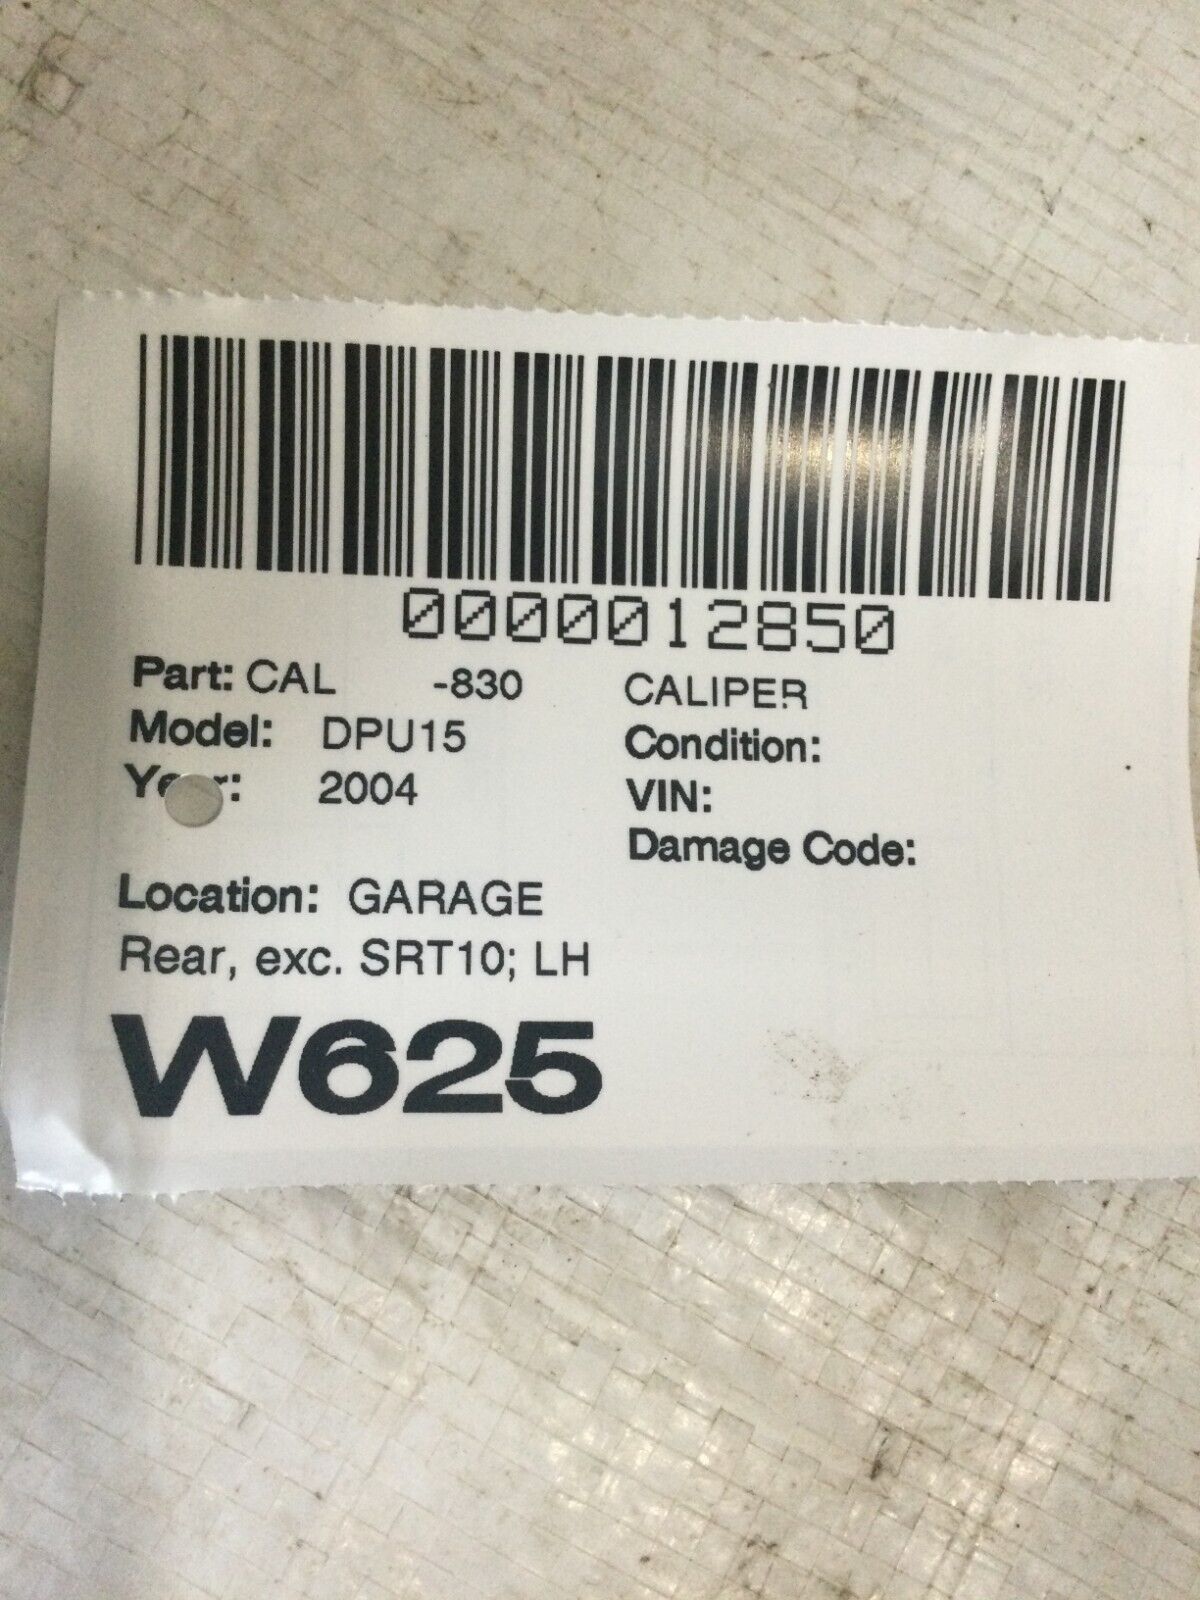 0000012850
Part: CAL -830 CALIPER
Model: DPU15 Condition:
Year: 2004 VIN:
Damage Code:
Location: GARAGE
Rear, exc. SRT10; LH
W625